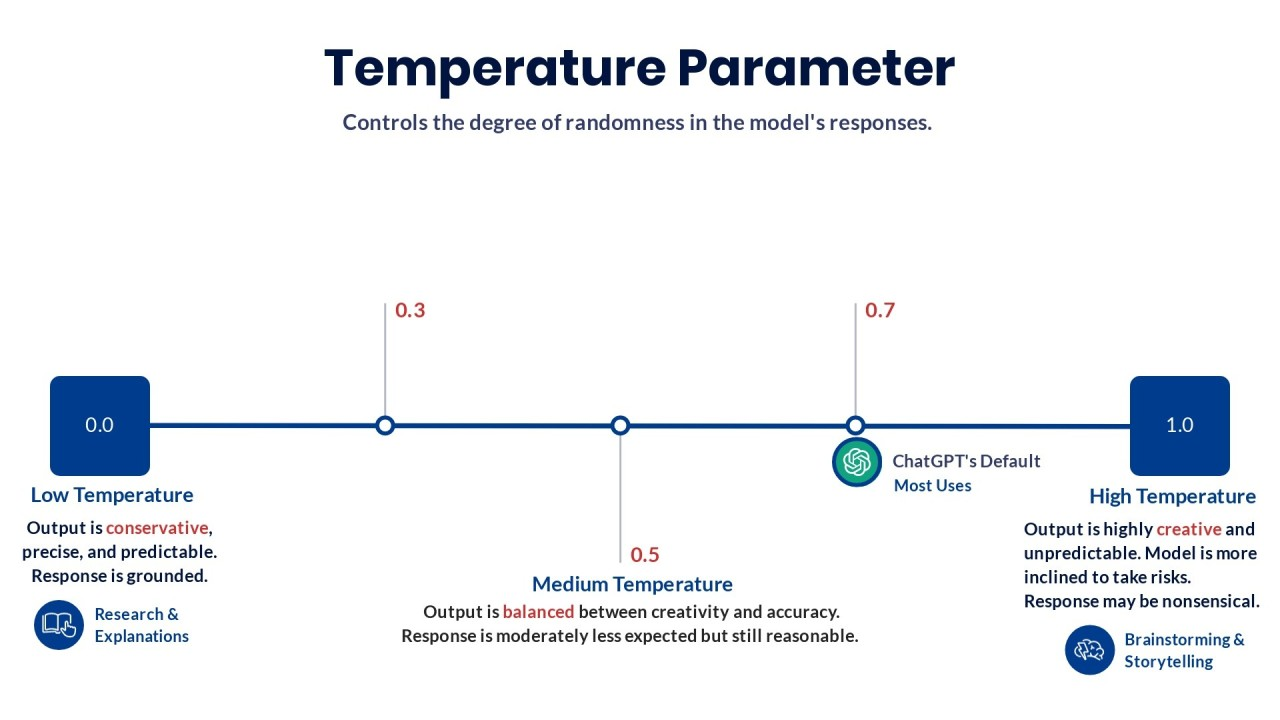 Temperature Parameter
Controls the degree of randomness in the model's responses.
0.3
0.7
0.0
1.0
ChatGPT's Default
Most Uses
Low Temperature
Output is conservative,
precise, and predictable.
Response is grounded.
Research &
Explanations
0.5
Medium Temperature
Output is balanced between creativity and accuracy.
Response is moderately less expected but still reasonable.
High Temperature
Output is highly creative and
unpredictable. Model is more
inclined to take risks.
Response may be nonsensical.
Brainstorming &
Storytelling